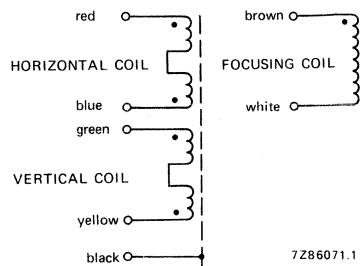 red
brown
HORIZONTAL COIL
FOCUSING COIL
blue
white
green
VERTICAL COIL
yellow
black
7Z86071.1